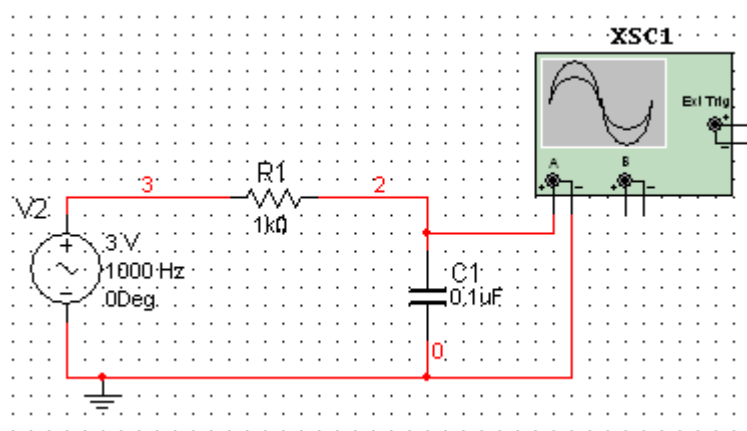 XSC1
Ext Trig
+
−
A
B
+
−
+
−
3
R1
2
1kΩ
V2
+
−
3 V
1000 Hz
0Deg
C1
0.1uF
0